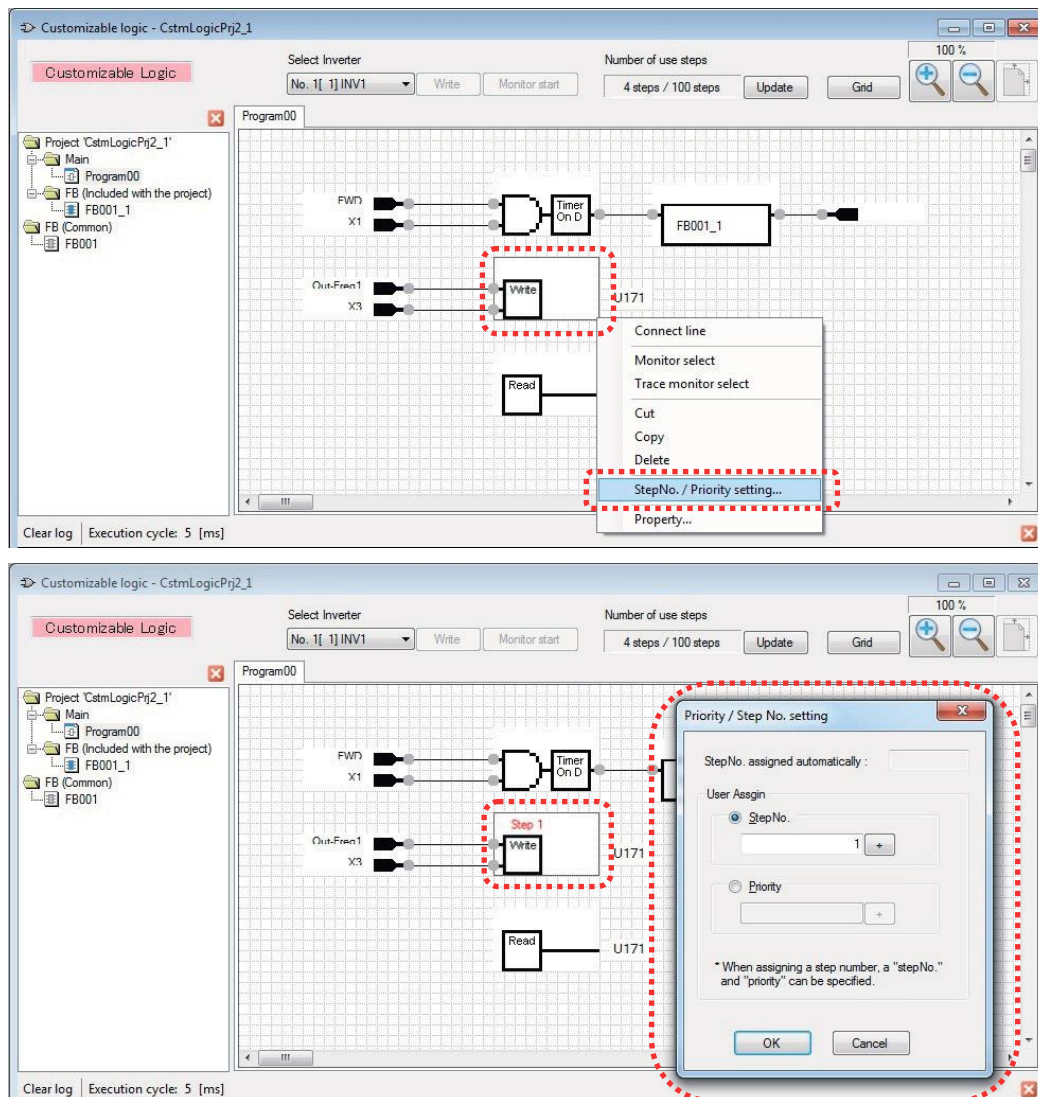 Customizable logic - CstmLogicPrj2_1
Customizable Logic
Select Inverter
No. 1[ 1] INV1
Write
Monitor start
Number of use steps
4 steps / 100 steps
Update
Grid
100 %
Program00
Project 'CstmLogicPrj2_1'
Main
Program00
FB (Included with the project)
FB001_1
FB (Common)
FB001
FWD
X1
Timer
On D
FB001_1
Out-Freq1
X3
Write
U171
Read
Connect line
Monitor select
Trace monitor select
Cut
Copy
Delete
StepNo. / Priority setting...
Property...
Clear log
Execution cycle: 5 [ms]
Customizable logic - CstmLogicPrj2_1
Customizable Logic
Select Inverter
No. 1[ 1] INV1
Write
Monitor start
Number of use steps
4 steps / 100 steps
Update
Grid
100 %
Program00
Project 'CstmLogicPrj2_1'
Main
Program00
FB (Included with the project)
FB001_1
FB (Common)
FB001
FWD
X1
Timer
On D
Out-Freq1
X3
Step 1
Write
U171
Read
U171
Priority / Step No. setting
StepNo. assigned automatically :
User Assgin
StepNo.
1
+
Priority
+
* When assigning a step number, a "stepNo."
and "priority" can be specified.
OK
Cancel
Clear log
Execution cycle: 5 [ms]